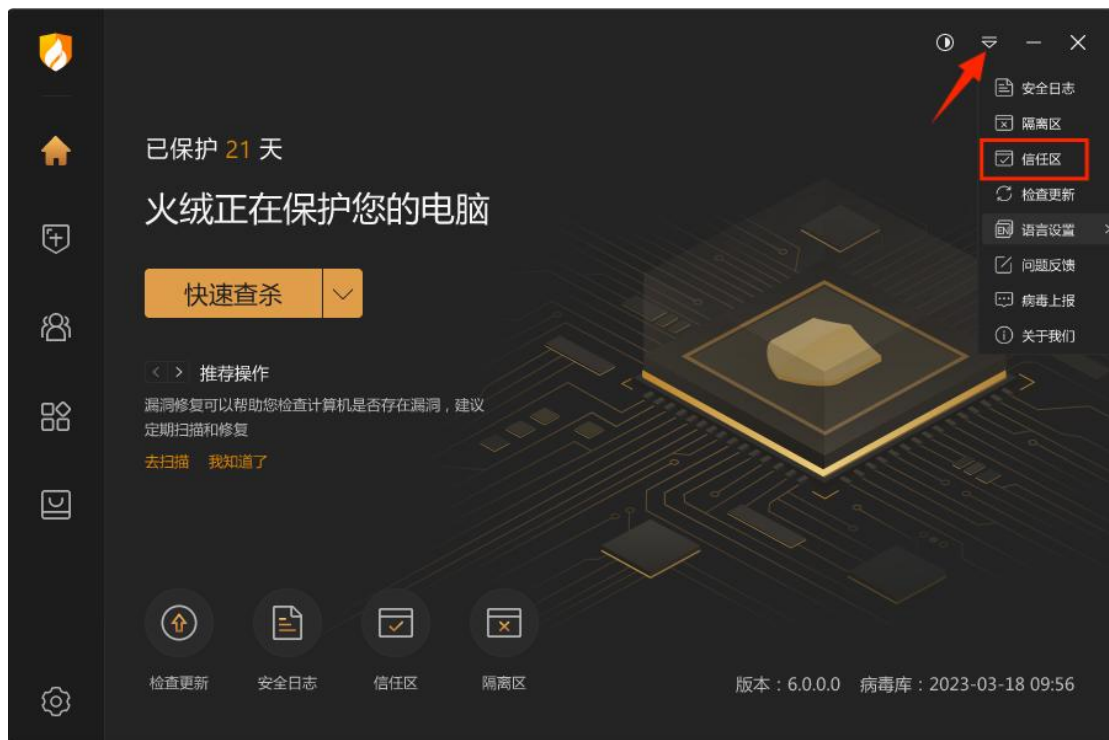 安全日志
隔离区
信任区
检查更新
EN 语言设置
问题反馈
病毒上报
关于我们
已保护 21 天
火绒正在保护您的电脑
快速查杀
推荐操作
漏洞修复可以帮助您检查计算机是否存在漏洞，建议
定期扫描和修复
去扫描 我知道了
检查更新 安全日志 信任区 隔离区
版本：6.0.0.0 病毒库：2023-03-18 09:56